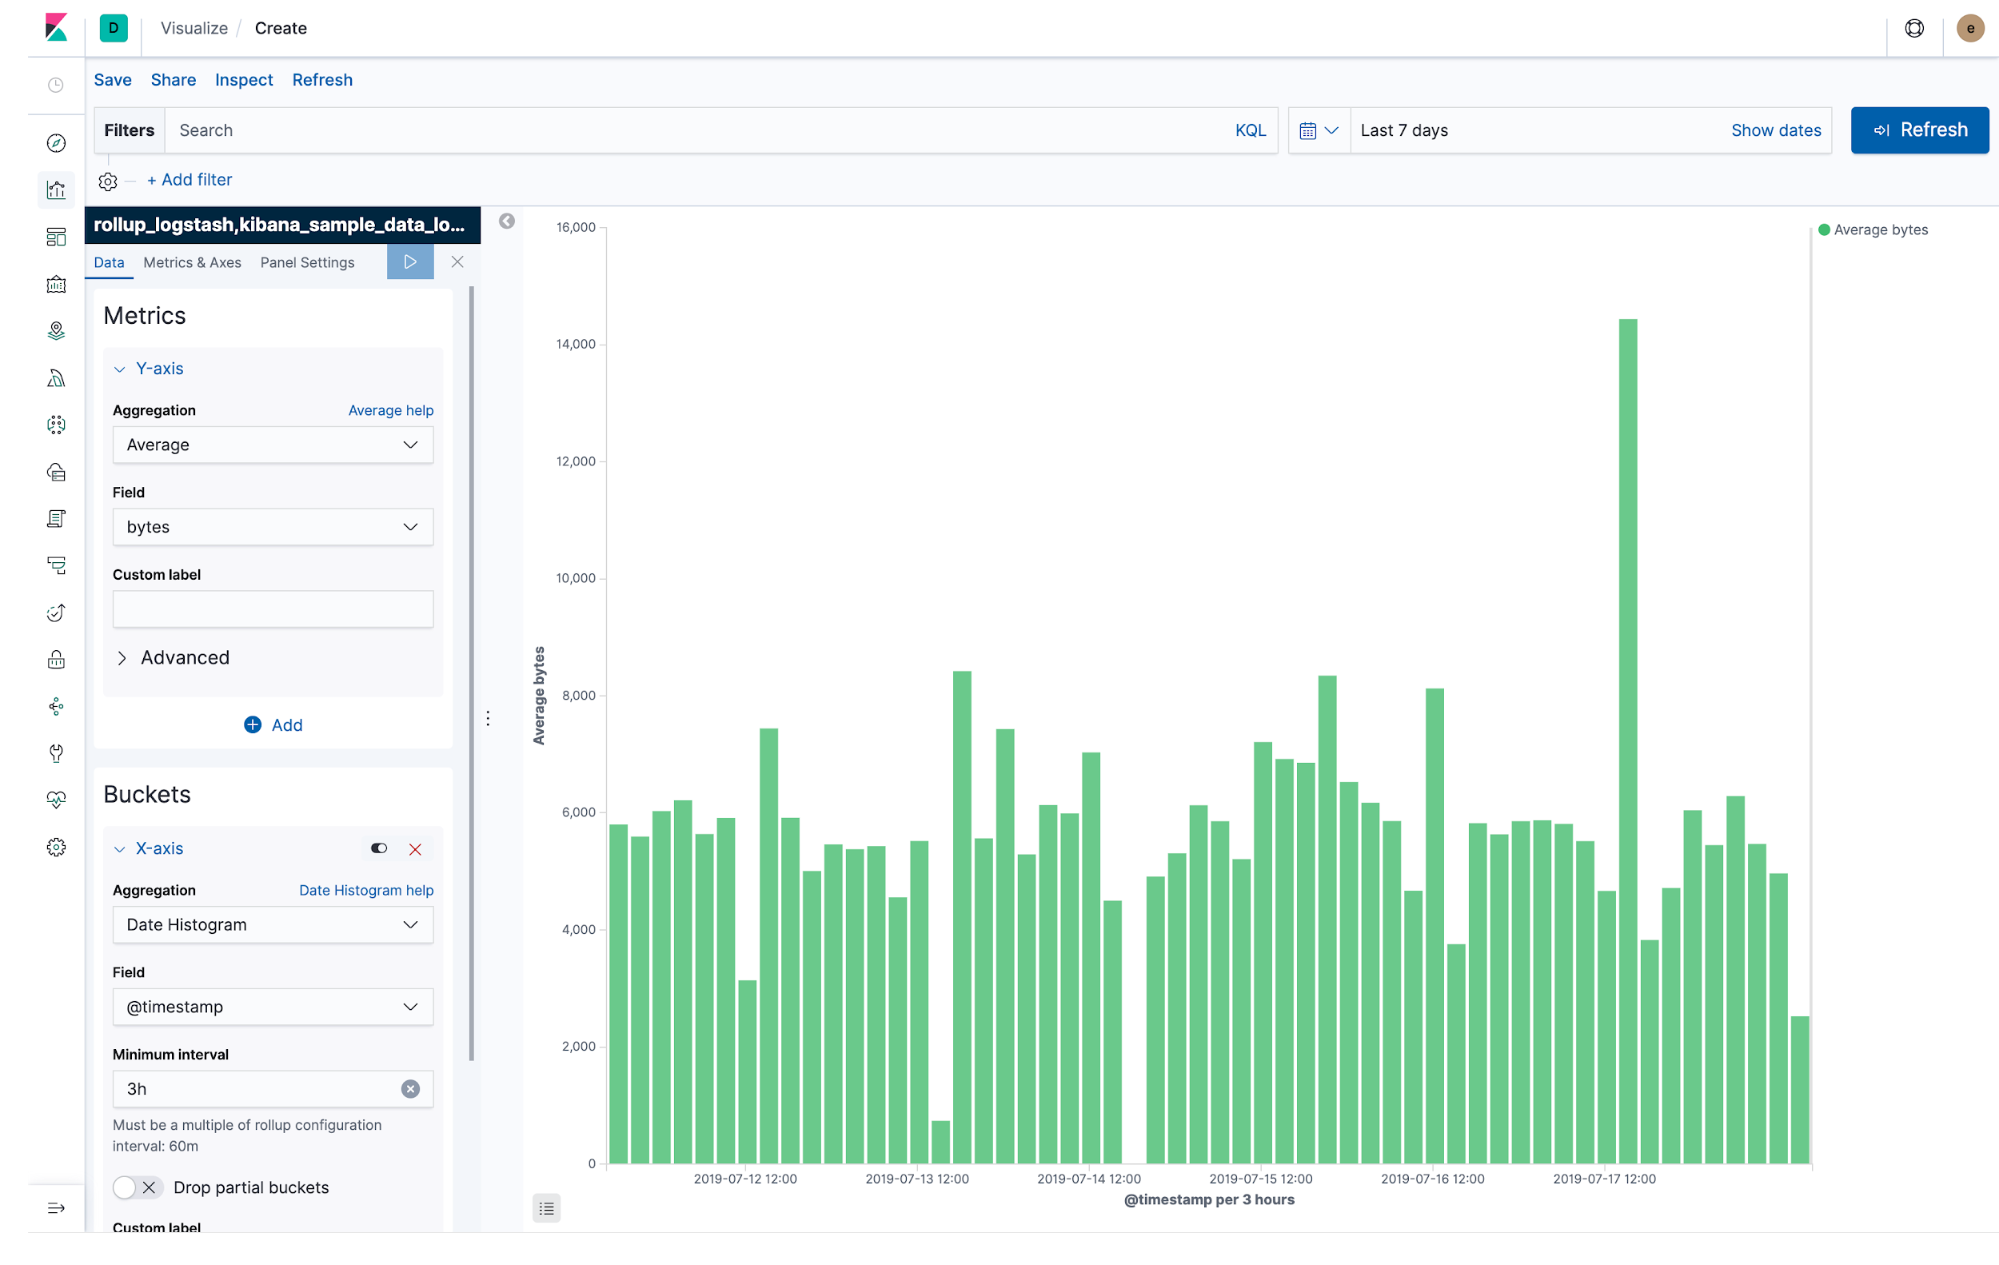 D Visualize / Create e
Save Share Inspect Refresh
Filters Search KQL Last 7 days Show dates Refresh
+ Add filter
rollup_logstash,kibana_sample_data_lo...
Data Metrics & Axes Panel Settings
Metrics
Y-axis
Aggregation Average help
Average
Field
bytes
Custom label
Advanced
Add
Buckets
X-axis
Aggregation Date Histogram help
Date Histogram
Field
@timestamp
Minimum interval
3h
Must be a multiple of rollup configuration
interval: 60m
Drop partial buckets
Custom label
16,000
14,000
12,000
10,000
8,000
6,000
4,000
2,000
0
Average bytes
2019-07-12 12:00 2019-07-13 12:00 2019-07-14 12:00 2019-07-15 12:00 2019-07-16 12:00 2019-07-17 12:00
@timestamp per 3 hours
Average bytes